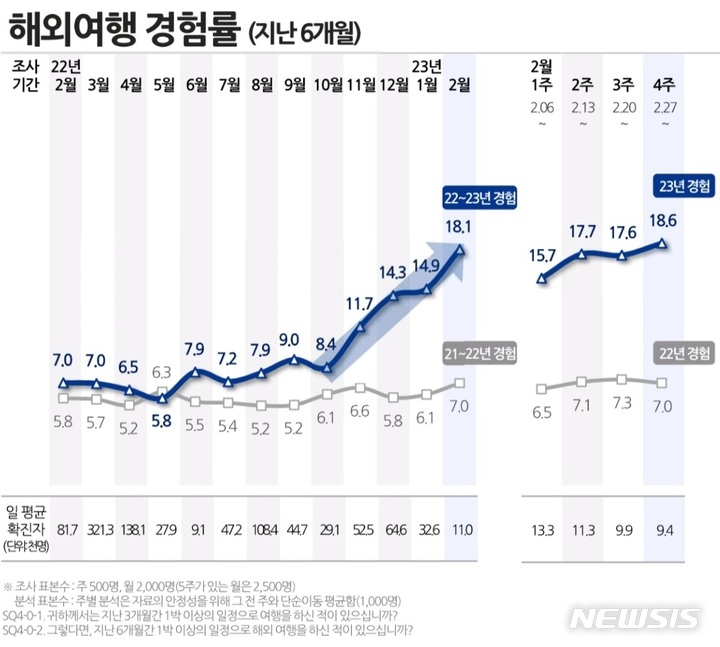 해외여행 경험률 (지난 6개월)
조사 22년 23년 2월
기간 2월 3월 4월 5월 6월 7월 8월 9월 10월 11월 12월 1월 2월 1주 2주 3주 4주
2.06 2.13 2.20 2.27
~ ~ ~ ~
22~23년 경험 23년 경험
7.0 7.0 6.5 5.8 7.9 7.2 7.9 9.0 8.4 11.7 14.3 14.9 18.1 15.7 17.7 17.6 18.6
21~22년 경험 22년 경험
5.8 5.7 5.2 6.3 5.5 5.4 5.2 5.2 6.1 6.6 5.8 6.1 7.0 6.5 7.1 7.3 7.0
일 평균
확진자 81.7 321.3 138.1 27.9 9.1 47.2 108.4 44.7 29.1 52.5 64.6 32.6 11.0 13.3 11.3 9.9 9.4
(단위:천명)
※ 조사 표본수 : 주 500명, 월 2,000명(5주가 있는 월은 2,500명)
분석 표본수 : 주별 분석은 자료의 안정성을 위해 그 전 주와 단순이동 평균함(1,000명)
SQ4-0-1. 귀하께서는 지난 3개월간 1박 이상의 일정으로 여행을 하신 적이 있으십니까?
SQ4-0-2. 그렇다면, 지난 6개월간 1박 이상의 일정으로 해외 여행을 하신 적이 있으십니까?
NEWSIS